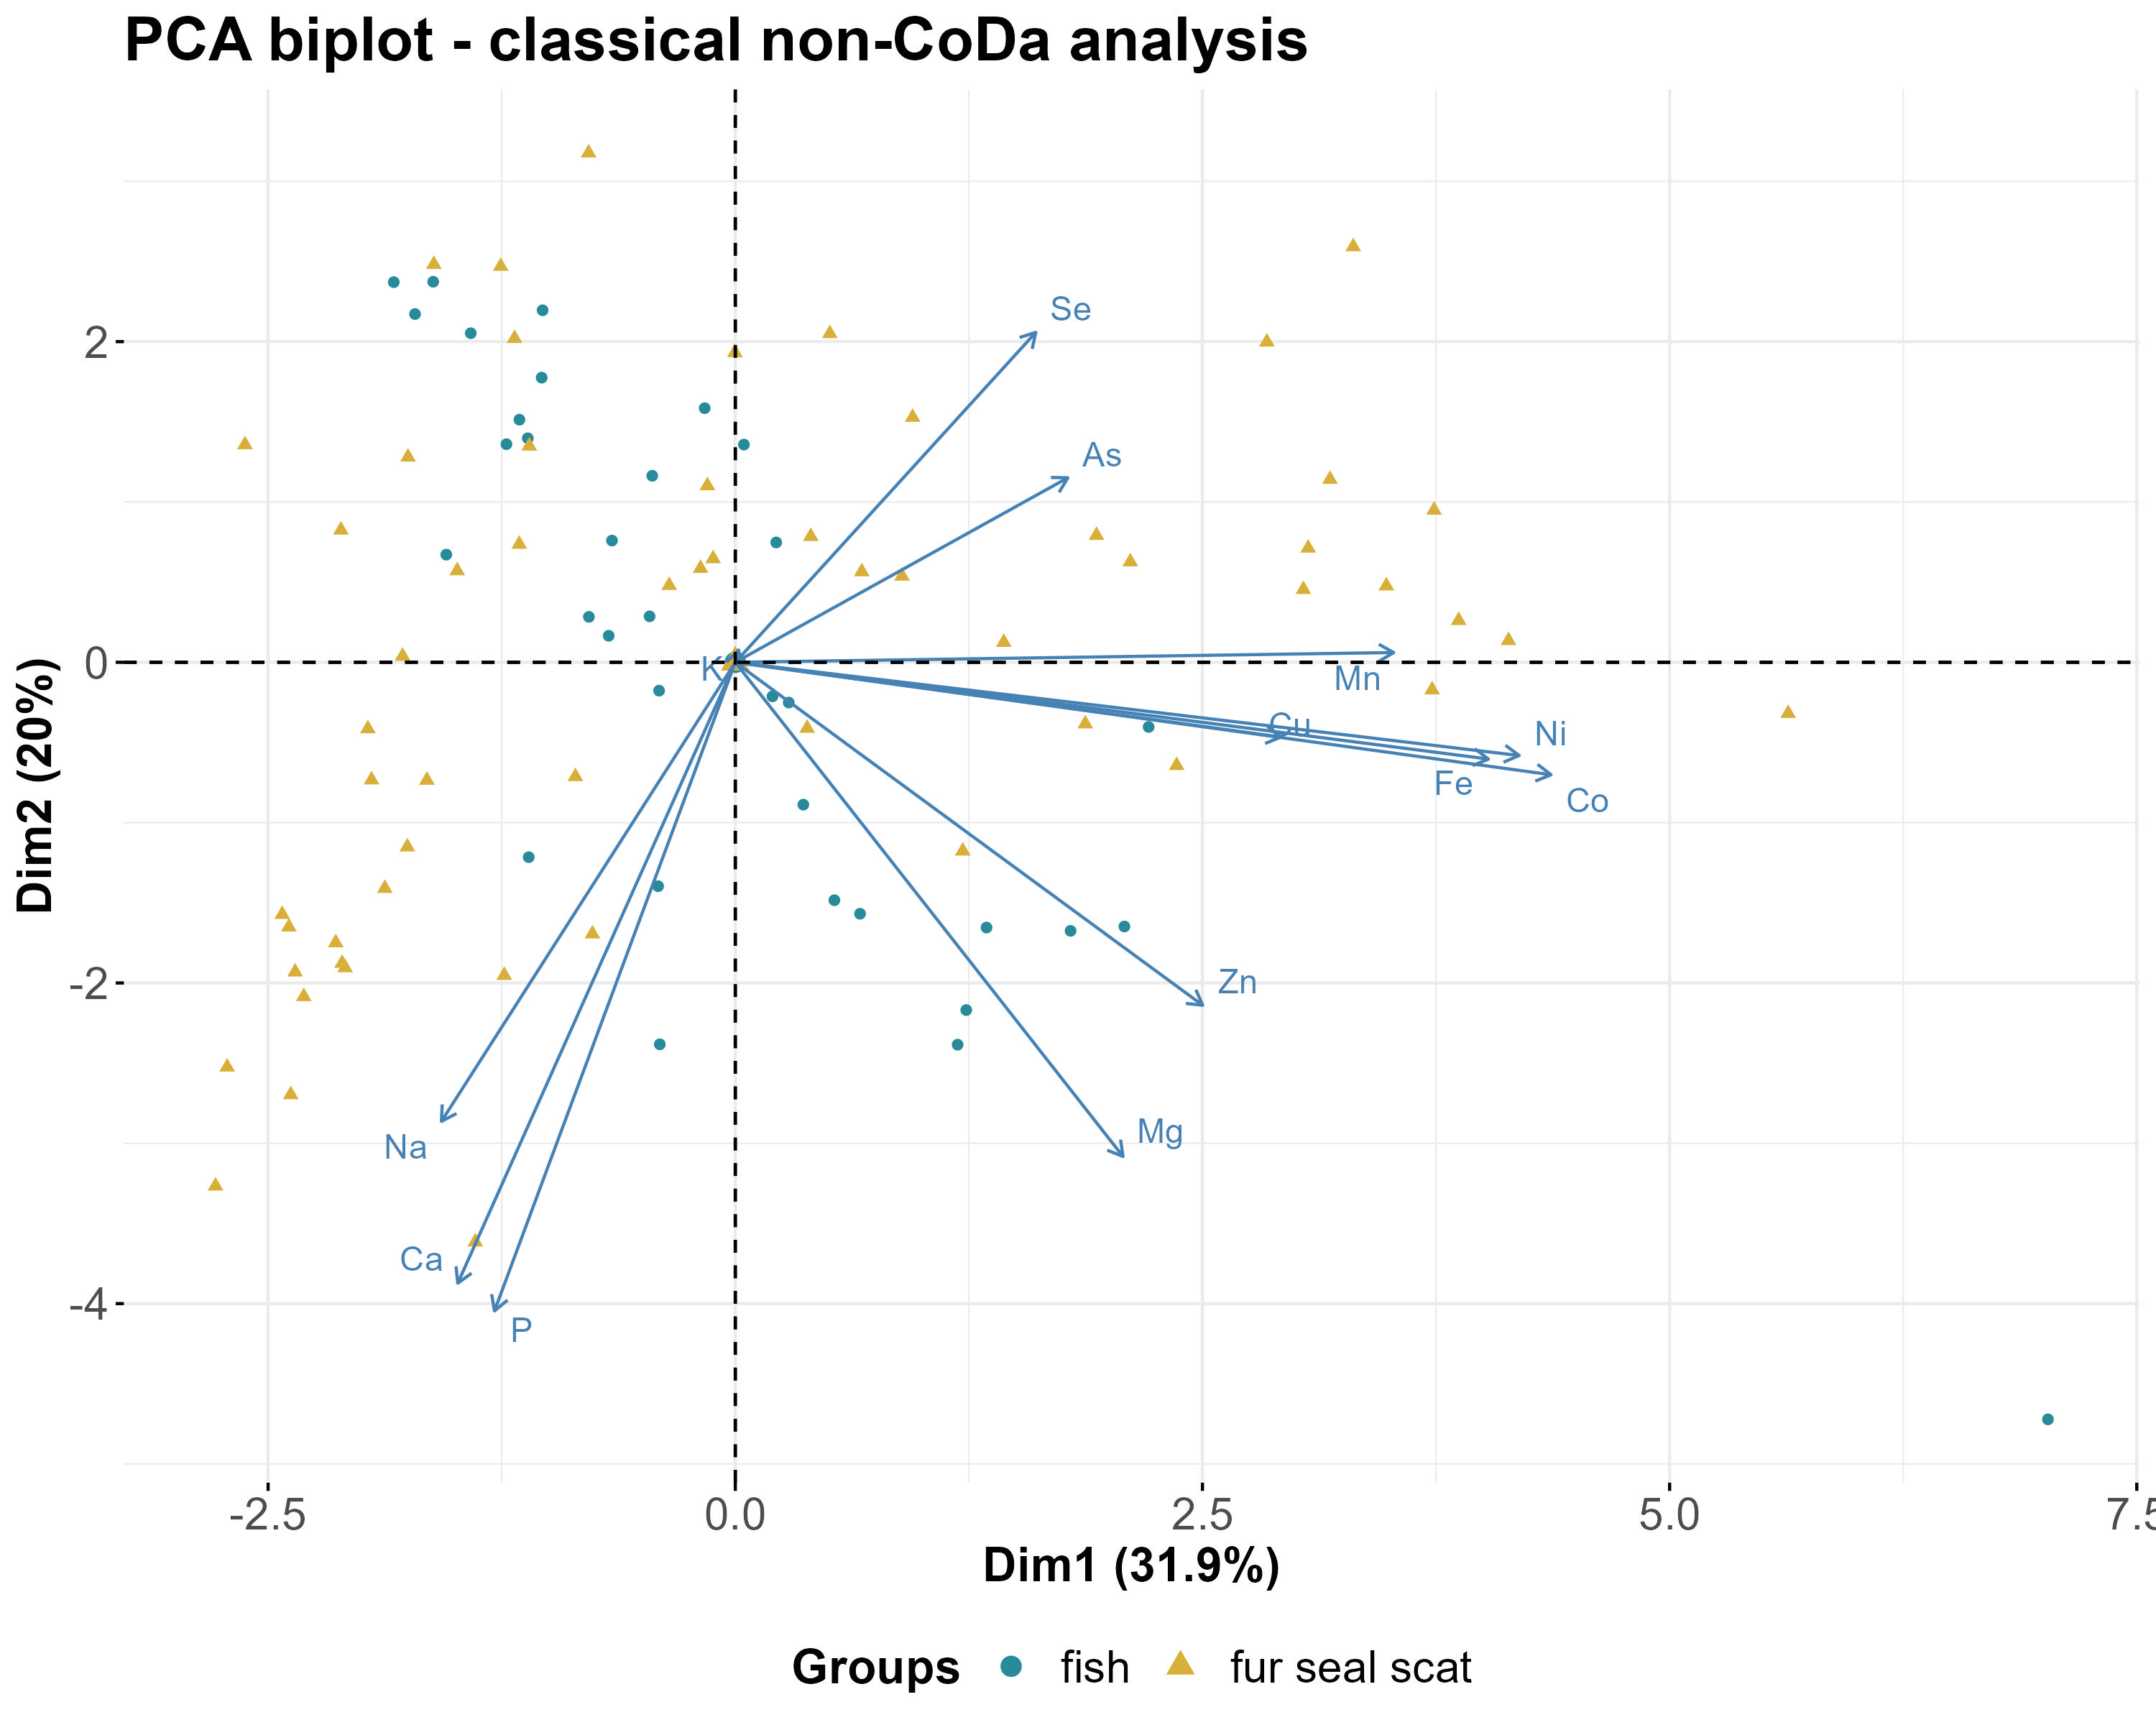 PCA biplot - classical non-CoDa analysis
Se
2
As
K
0
Mn
Cu
Ni
Fe
Co
Dim2 (20%)
Zn
-2
Mg
Na
Ca
-4
P
-2.5 0.0 2.5 5.0 7.5
Dim1 (31.9%)
Groups fish fur seal scat